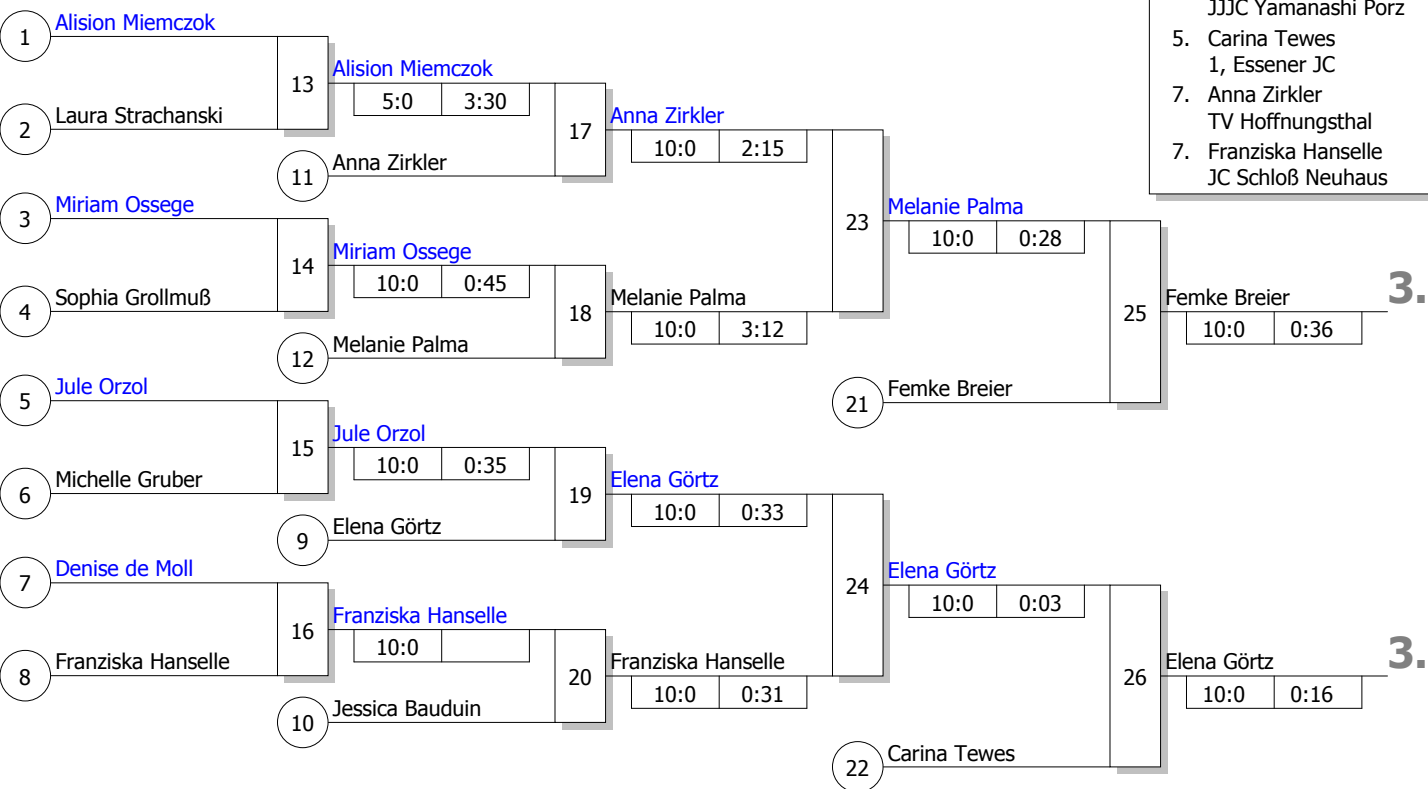 JJJC Yamanashi Porz
5. Carina Tewes
1, Essener JC
7. Anna Zirkler
TV Hoffnungsthal
7. Franziska Hanselle
JC Schloß Neuhaus
1 Alision Miemczok
2 Laura Strachanski
13
Alision Miemczok
5:0 3:30
11 Anna Zirkler
17
Anna Zirkler
10:0 2:15
3 Miriam Ossege
4 Sophia Grollmuß
14
Miriam Ossege
10:0 0:45
12 Melanie Palma
18
Melanie Palma
10:0 3:12
23
Melanie Palma
10:0 0:28
21 Femke Breier
25
Femke Breier
10:0 0:36
3.
5 Jule Orzol
6 Michelle Gruber
15
Jule Orzol
10:0 0:35
9 Elena Görtz
19
Elena Görtz
10:0 0:33
7 Denise de Moll
8 Franziska Hanselle
16
Franziska Hanselle
10:0
10 Jessica Bauduin
20
Franziska Hanselle
10:0 0:31
24
Elena Görtz
10:0 0:03
22 Carina Tewes
26
Elena Görtz
10:0 0:16
3.